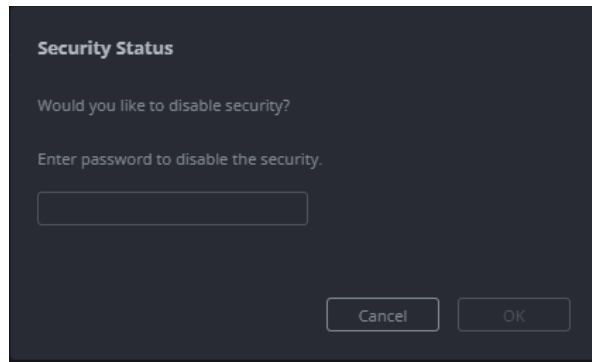 Security Status
Would you like to disable security?
Enter password to disable the security.
Cancel OK